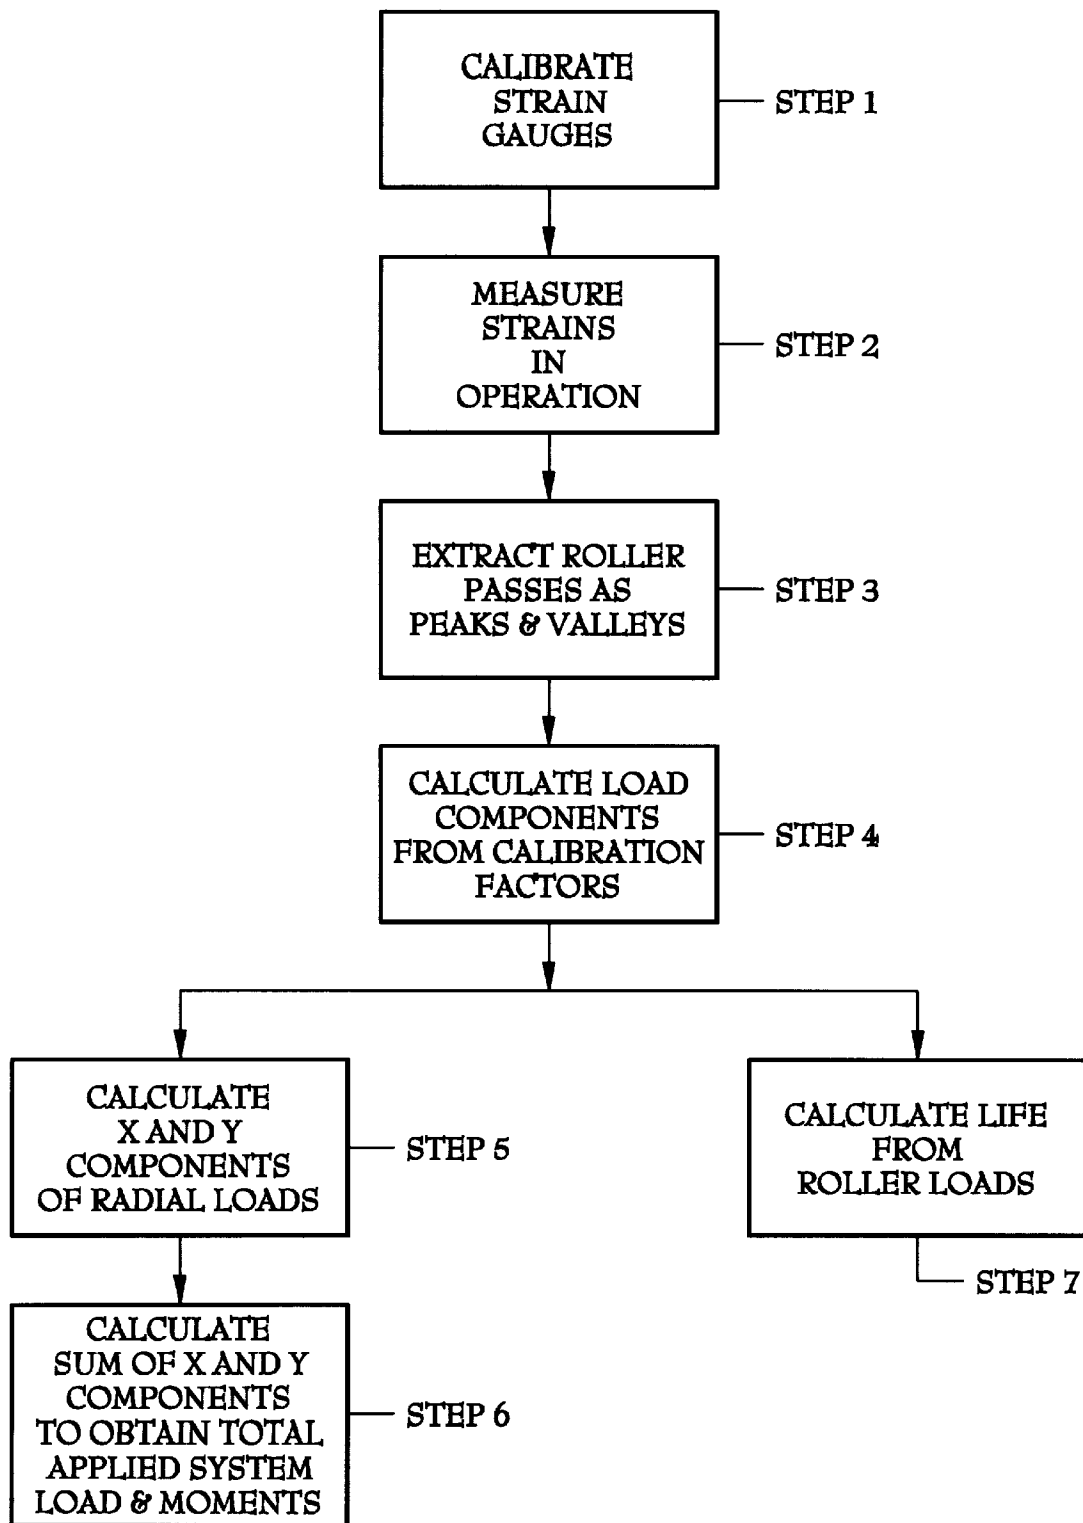 CALIBRATE
STRAIN
GAUGES
STEP 1
MEASURE
STRAINS
IN
OPERATION
STEP 2
EXTRACT ROLLER
PASSES AS
PEAKS & VALLEYS
STEP 3
CALCULATE LOAD
COMPONENTS
FROM CALIBRATION
FACTORS
STEP 4
CALCULATE
X AND Y
COMPONENTS
OF RADIAL LOADS
STEP 5
CALCULATE LIFE
FROM
ROLLER LOADS
STEP 7
CALCULATE
SUM OF X AND Y
COMPONENTS
TO OBTAIN TOTAL
APPLIED SYSTEM
LOAD & MOMENTS
STEP 6